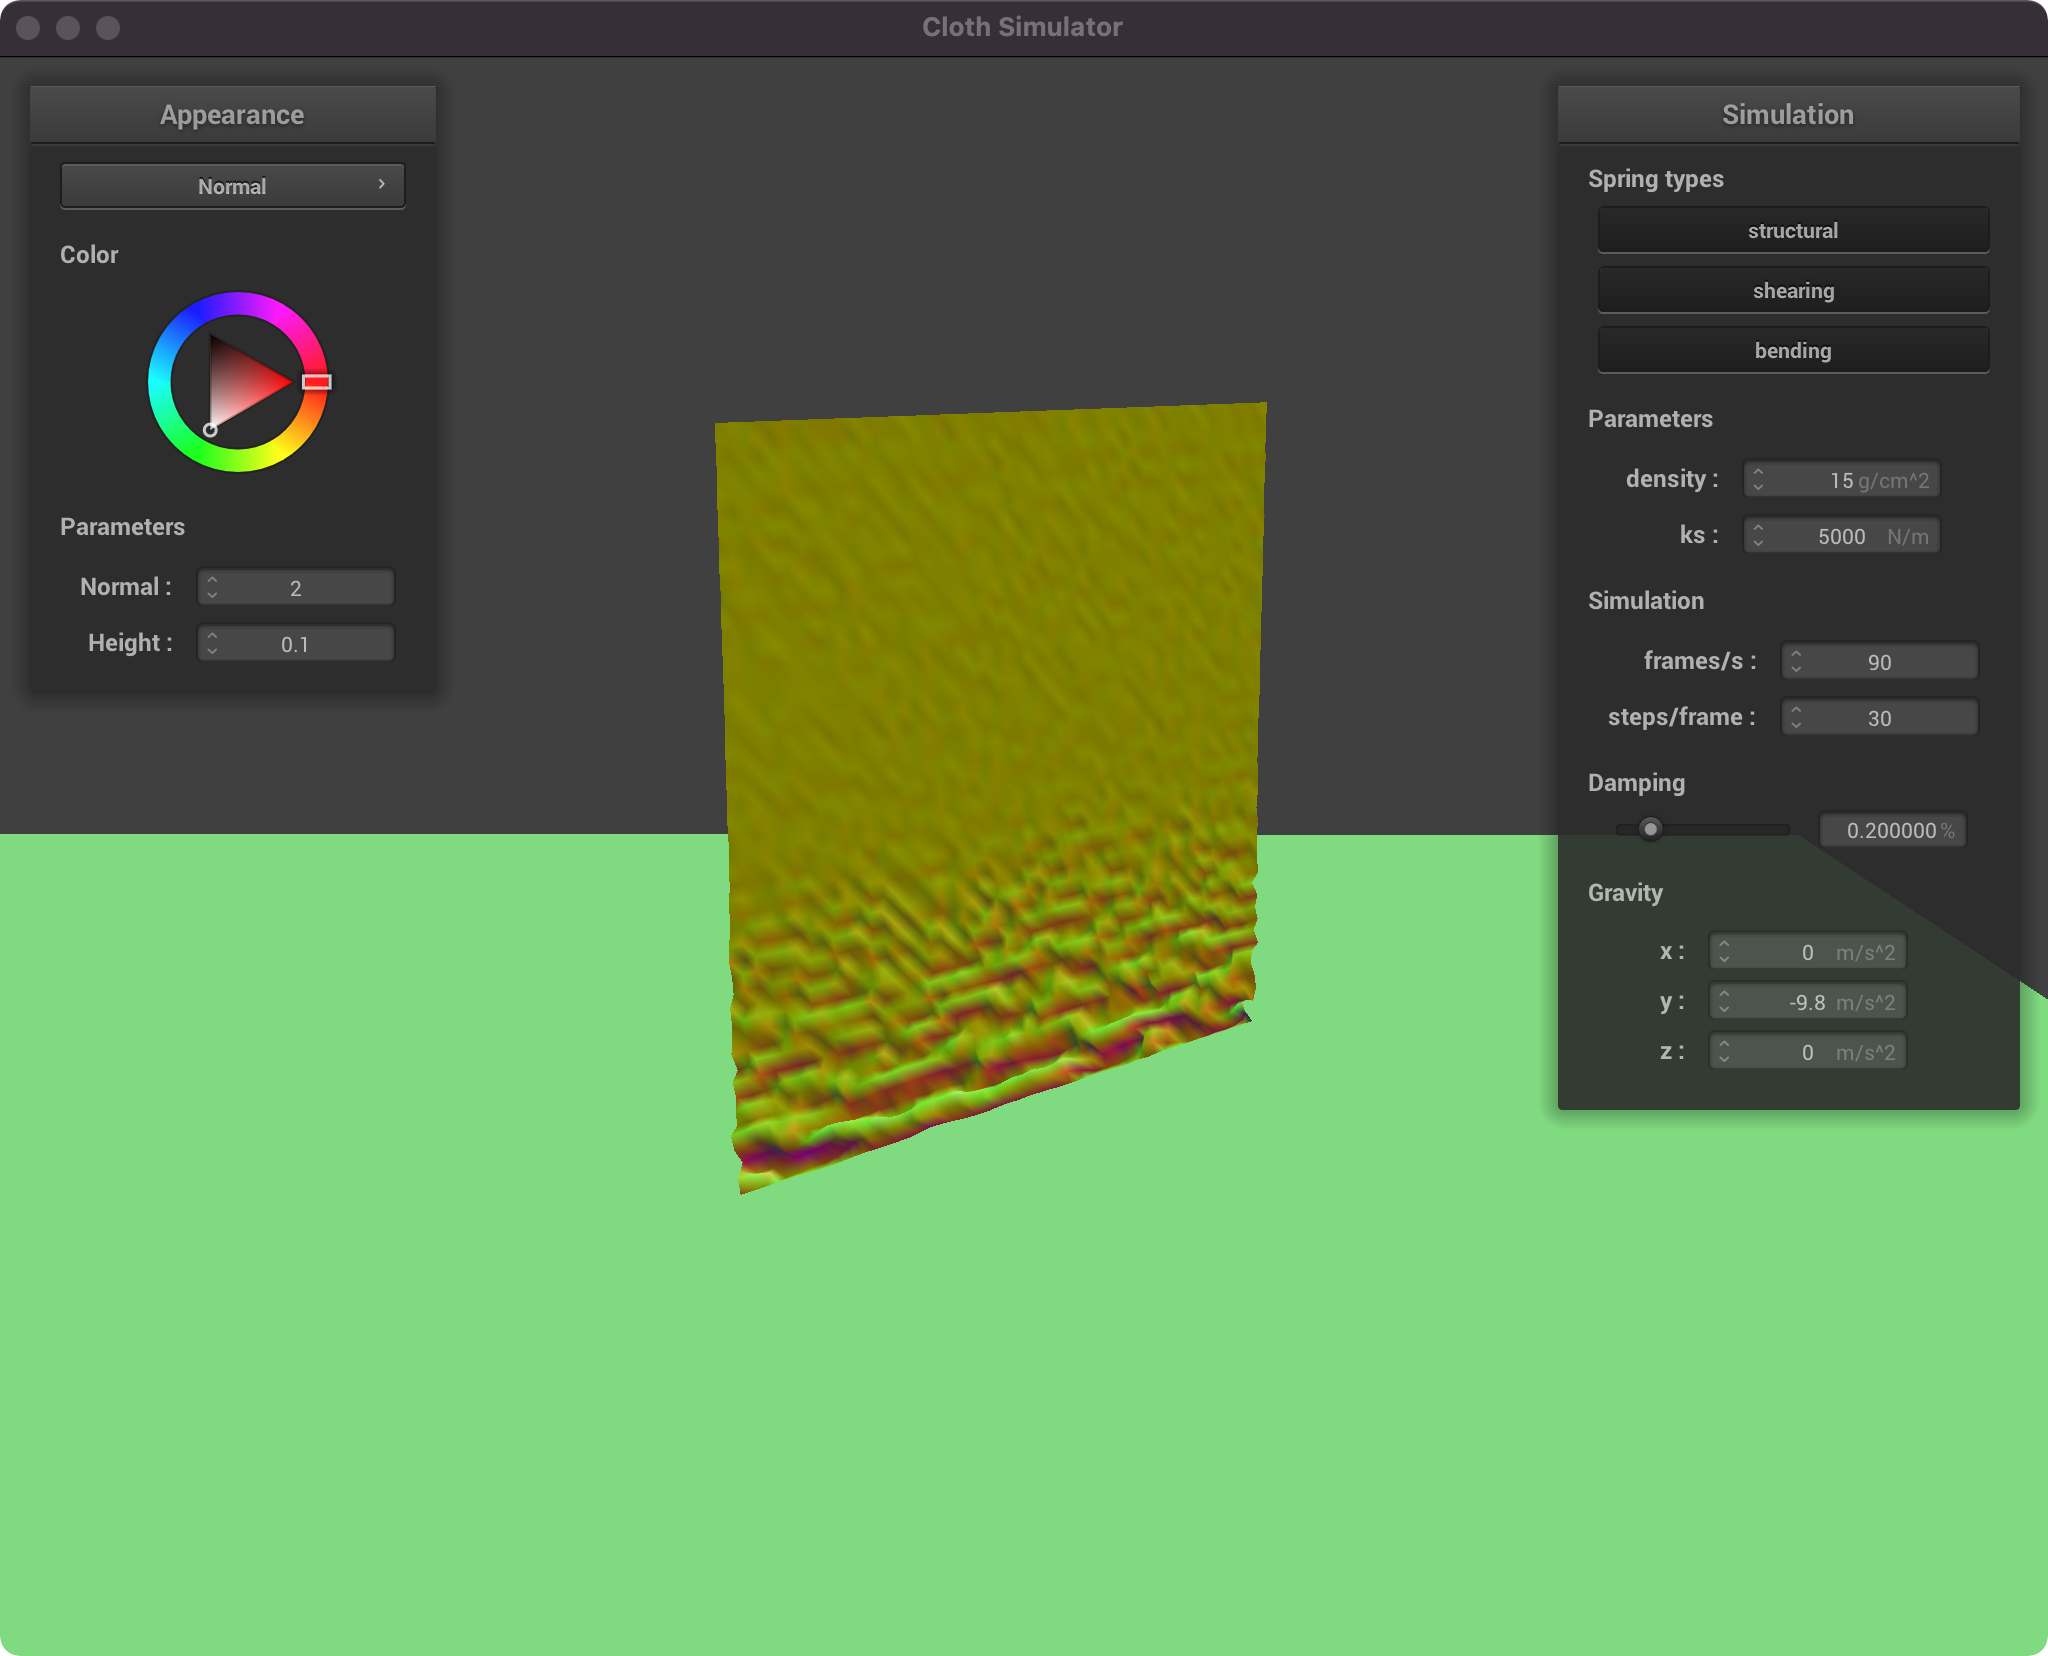 Cloth Simulator
Appearance
Normal
Color
Parameters
Normal : 2
Height : 0.1
Simulation
Spring types
structural
shearing
bending
Parameters
density : 15 g/cm^2
ks : 5000 N/m
Simulation
frames/s : 90
steps/frame : 30
Damping
0.200000 %
Gravity
x : 0 m/s^2
y : -9.8 m/s^2
z : 0 m/s^2